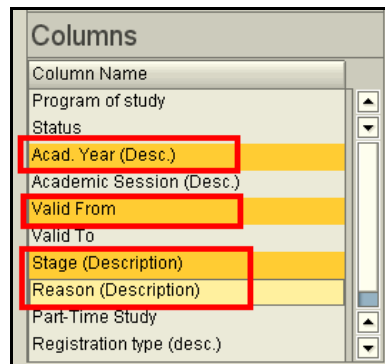 Columns
Column Name
Program of study
Status
Acad. Year (Desc.)
Academic Session (Desc.)
Valid From
Valid To
Stage (Description)
Reason (Description)
Part-Time Study
Registration type (desc.)